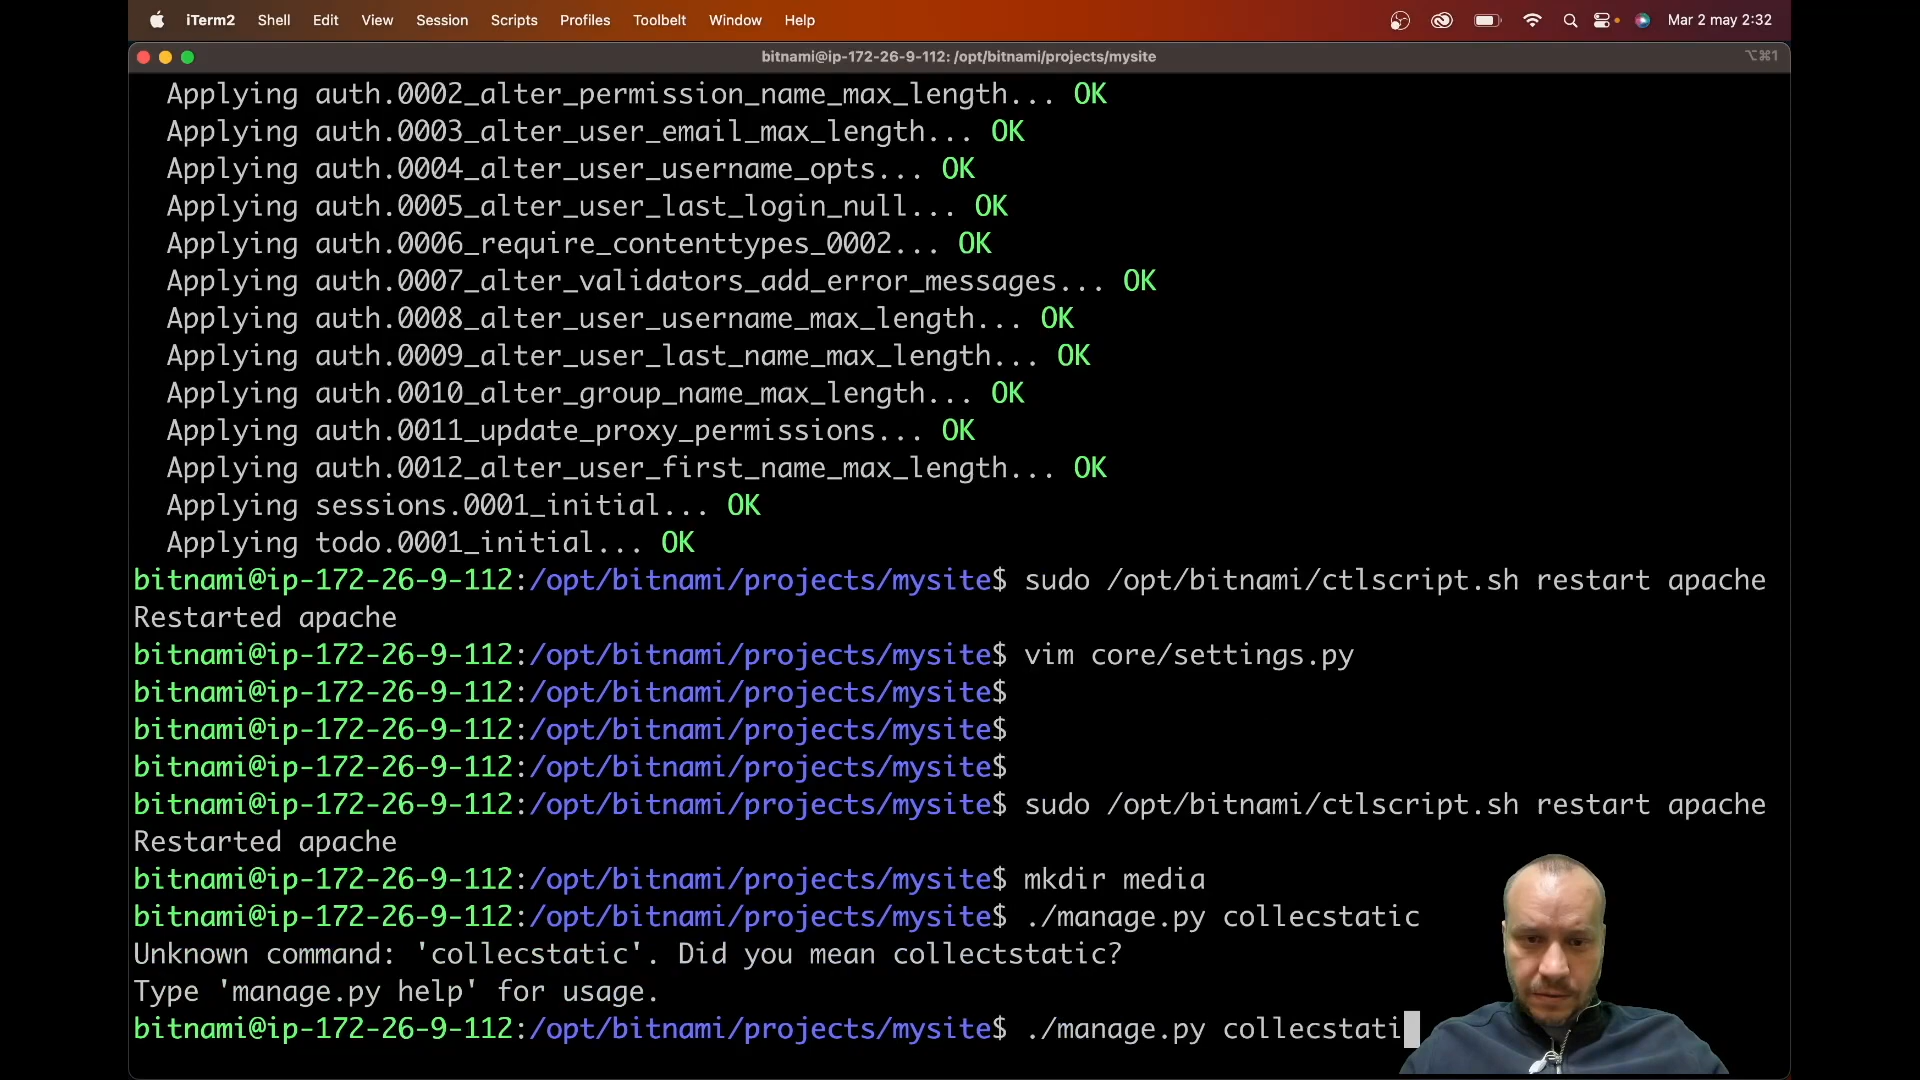 iTerm2 Shell Edit View Session Scripts Profiles Toolbelt Window Help Mar 2 may 2:32
bitnami@ip-172-26-9-112: /opt/bitnami/projects/mysite ⌥⌘1
Applying auth.0002_alter_permission_name_max_length... OK
Applying auth.0003_alter_user_email_max_length... OK
Applying auth.0004_alter_user_username_opts... OK
Applying auth.0005_alter_user_last_login_null... OK
Applying auth.0006_require_contenttypes_0002... OK
Applying auth.0007_alter_validators_add_error_messages... OK
Applying auth.0008_alter_user_username_max_length... OK
Applying auth.0009_alter_user_last_name_max_length... OK
Applying auth.0010_alter_group_name_max_length... OK
Applying auth.0011_update_proxy_permissions... OK
Applying auth.0012_alter_user_first_name_max_length... OK
Applying sessions.0001_initial... OK
Applying todo.0001_initial... OK
bitnami@ip-172-26-9-112:/opt/bitnami/projects/mysite$ sudo /opt/bitnami/ctlscript.sh restart apache
Restarted apache
bitnami@ip-172-26-9-112:/opt/bitnami/projects/mysite$ vim core/settings.py
bitnami@ip-172-26-9-112:/opt/bitnami/projects/mysite$
bitnami@ip-172-26-9-112:/opt/bitnami/projects/mysite$
bitnami@ip-172-26-9-112:/opt/bitnami/projects/mysite$
bitnami@ip-172-26-9-112:/opt/bitnami/projects/mysite$ sudo /opt/bitnami/ctlscript.sh restart apache
Restarted apache
bitnami@ip-172-26-9-112:/opt/bitnami/projects/mysite$ mkdir media
bitnami@ip-172-26-9-112:/opt/bitnami/projects/mysite$ ./manage.py collecstatic
Unknown command: 'collecstatic'. Did you mean collectstatic?
Type 'manage.py help' for usage.
bitnami@ip-172-26-9-112:/opt/bitnami/projects/mysite$ ./manage.py collecstati